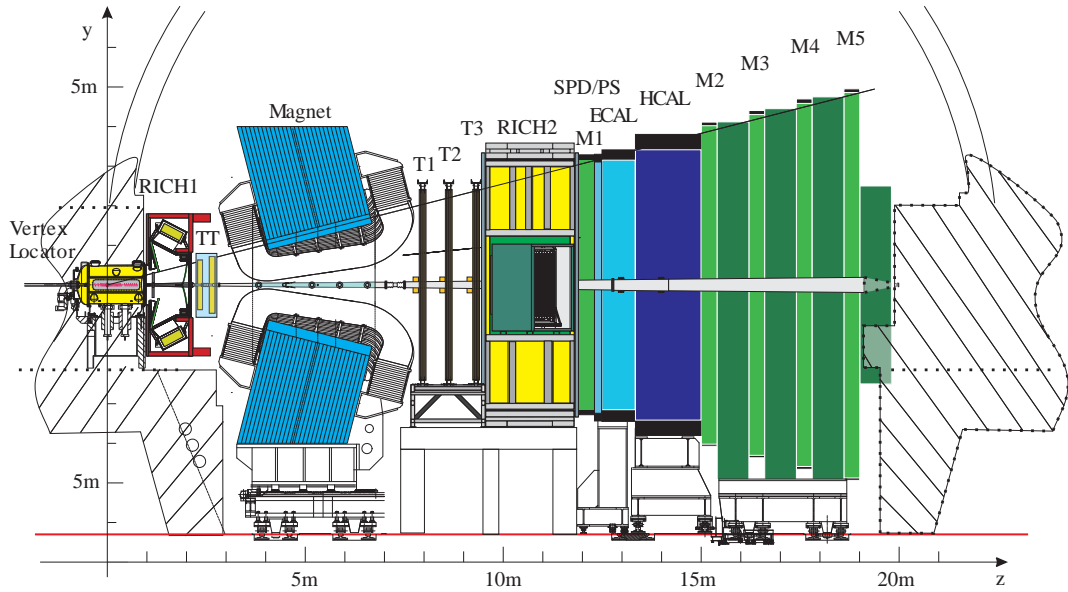 y
5m
Magnet
RICH1
Vertex
Locator
TT
T1
T2
T3
RICH2
SPD/PS
M1
ECAL
HCAL
M2
M3
M4
M5
5m
5m
10m
15m
20m
z